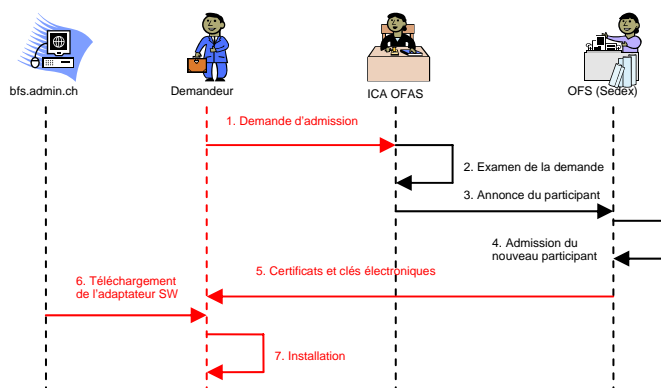 bfs.admin.ch
Demandeur
ICA OFAS
OFS (Sedex)
1. Demande d'admission
2. Examen de la demande
3. Annonce du participant
4. Admission du
nouveau participant
5. Certificats et clés électroniques
6. Téléchargement
de l'adaptateur SW
7. Installation